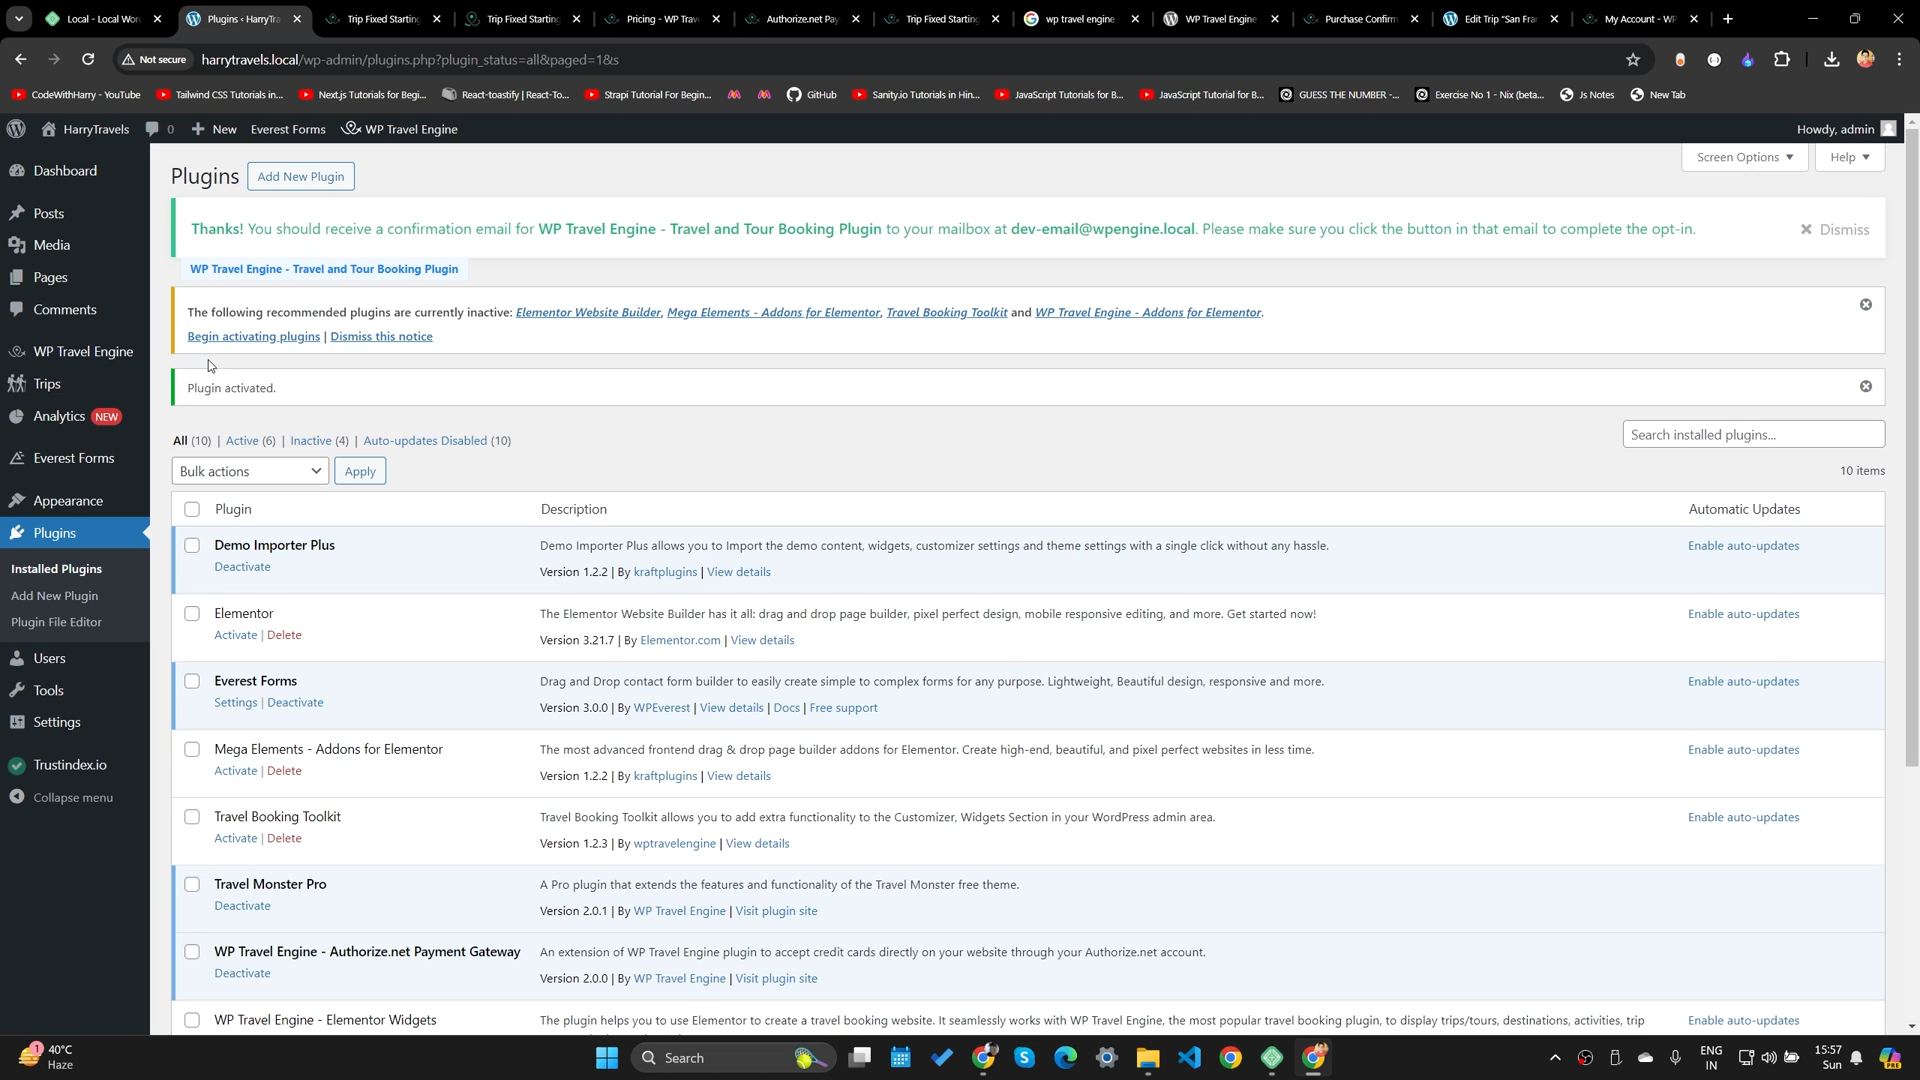 Local - Local Wor
Plugins ‹ HarryTra
Trip Fixed Starting
Trip Fixed Starting
Pricing - WP Trav
Authorize.net Pay
Trip Fixed Starting
wp travel engine
WP Travel Engine
Purchase Confirm
Edit Trip "San Fra
My Account - WP
Not secure
harrytravels.local/wp-admin/plugins.php?plugin_status=all&paged=1&s
CodeWithHarry - YouTube
Tailwind CSS Tutorials in...
Next.js Tutorials for Begi...
React-toastify | React-To...
Strapi Tutorial For Begin...
GitHub
Sanity.io Tutorials in Hin...
JavaScript Tutorials for B...
JavaScript Tutorial for B...
GUESS THE NUMBER -...
Exercise No 1 - Nix (beta...
Js Notes
New Tab
HarryTravels
0
New
Everest Forms
WP Travel Engine
Howdy, admin
Dashboard
Posts
Media
Pages
Comments
WP Travel Engine
Trips
Analytics NEW
Everest Forms
Appearance
Plugins
Installed Plugins
Add New Plugin
Plugin File Editor
Users
Tools
Settings
Trustindex.io
Collapse menu
Screen Options
Help
Plugins
Add New Plugin
Thanks! You should receive a confirmation email for WP Travel Engine - Travel and Tour Booking Plugin to your mailbox at dev-email@wpengine.local. Please make sure you click the button in that email to complete the opt-in.
Dismiss
WP Travel Engine - Travel and Tour Booking Plugin
The following recommended plugins are currently inactive: Elementor Website Builder, Mega Elements - Addons for Elementor, Travel Booking Toolkit and WP Travel Engine - Addons for Elementor.
Begin activating plugins | Dismiss this notice
Plugin activated.
All (10) | Active (6) | Inactive (4) | Auto-updates Disabled (10)
Search installed plugins...
Bulk actions
Apply
10 items
Plugin
Description
Automatic Updates
Demo Importer Plus
Demo Importer Plus allows you to Import the demo content, widgets, customizer settings and theme settings with a single click without any hassle.
Enable auto-updates
Deactivate
Version 1.2.2 | By kraftplugins | View details
Elementor
The Elementor Website Builder has it all: drag and drop page builder, pixel perfect design, mobile responsive editing, and more. Get started now!
Enable auto-updates
Activate | Delete
Version 3.21.7 | By Elementor.com | View details
Everest Forms
Drag and Drop contact form builder to easily create simple to complex forms for any purpose. Lightweight, Beautiful design, responsive and more.
Enable auto-updates
Settings | Deactivate
Version 3.0.0 | By WPEverest | View details | Docs | Free support
Mega Elements - Addons for Elementor
The most advanced frontend drag & drop page builder addons for Elementor. Create high-end, beautiful, and pixel perfect websites in less time.
Enable auto-updates
Activate | Delete
Version 1.2.2 | By kraftplugins | View details
Travel Booking Toolkit
Travel Booking Toolkit allows you to add extra functionality to the Customizer, Widgets Section in your WordPress admin area.
Enable auto-updates
Activate | Delete
Version 1.2.3 | By wptravelengine | View details
Travel Monster Pro
A Pro plugin that extends the features and functionality of the Travel Monster free theme.
Deactivate
Version 2.0.1 | By WP Travel Engine | Visit plugin site
WP Travel Engine - Authorize.net Payment Gateway
An extension of WP Travel Engine plugin to accept credit cards directly on your website through your Authorize.net account.
Deactivate
Version 2.0.0 | By WP Travel Engine | Visit plugin site
WP Travel Engine - Elementor Widgets
The plugin helps you to use Elementor to create a travel booking website. It seamlessly works with WP Travel Engine, the most popular travel booking plugin, to display trips/tours, destinations, activities, trip
Enable auto-updates
1
40°C
Haze
Search
ENG
IN
15:57
Sun
PRE